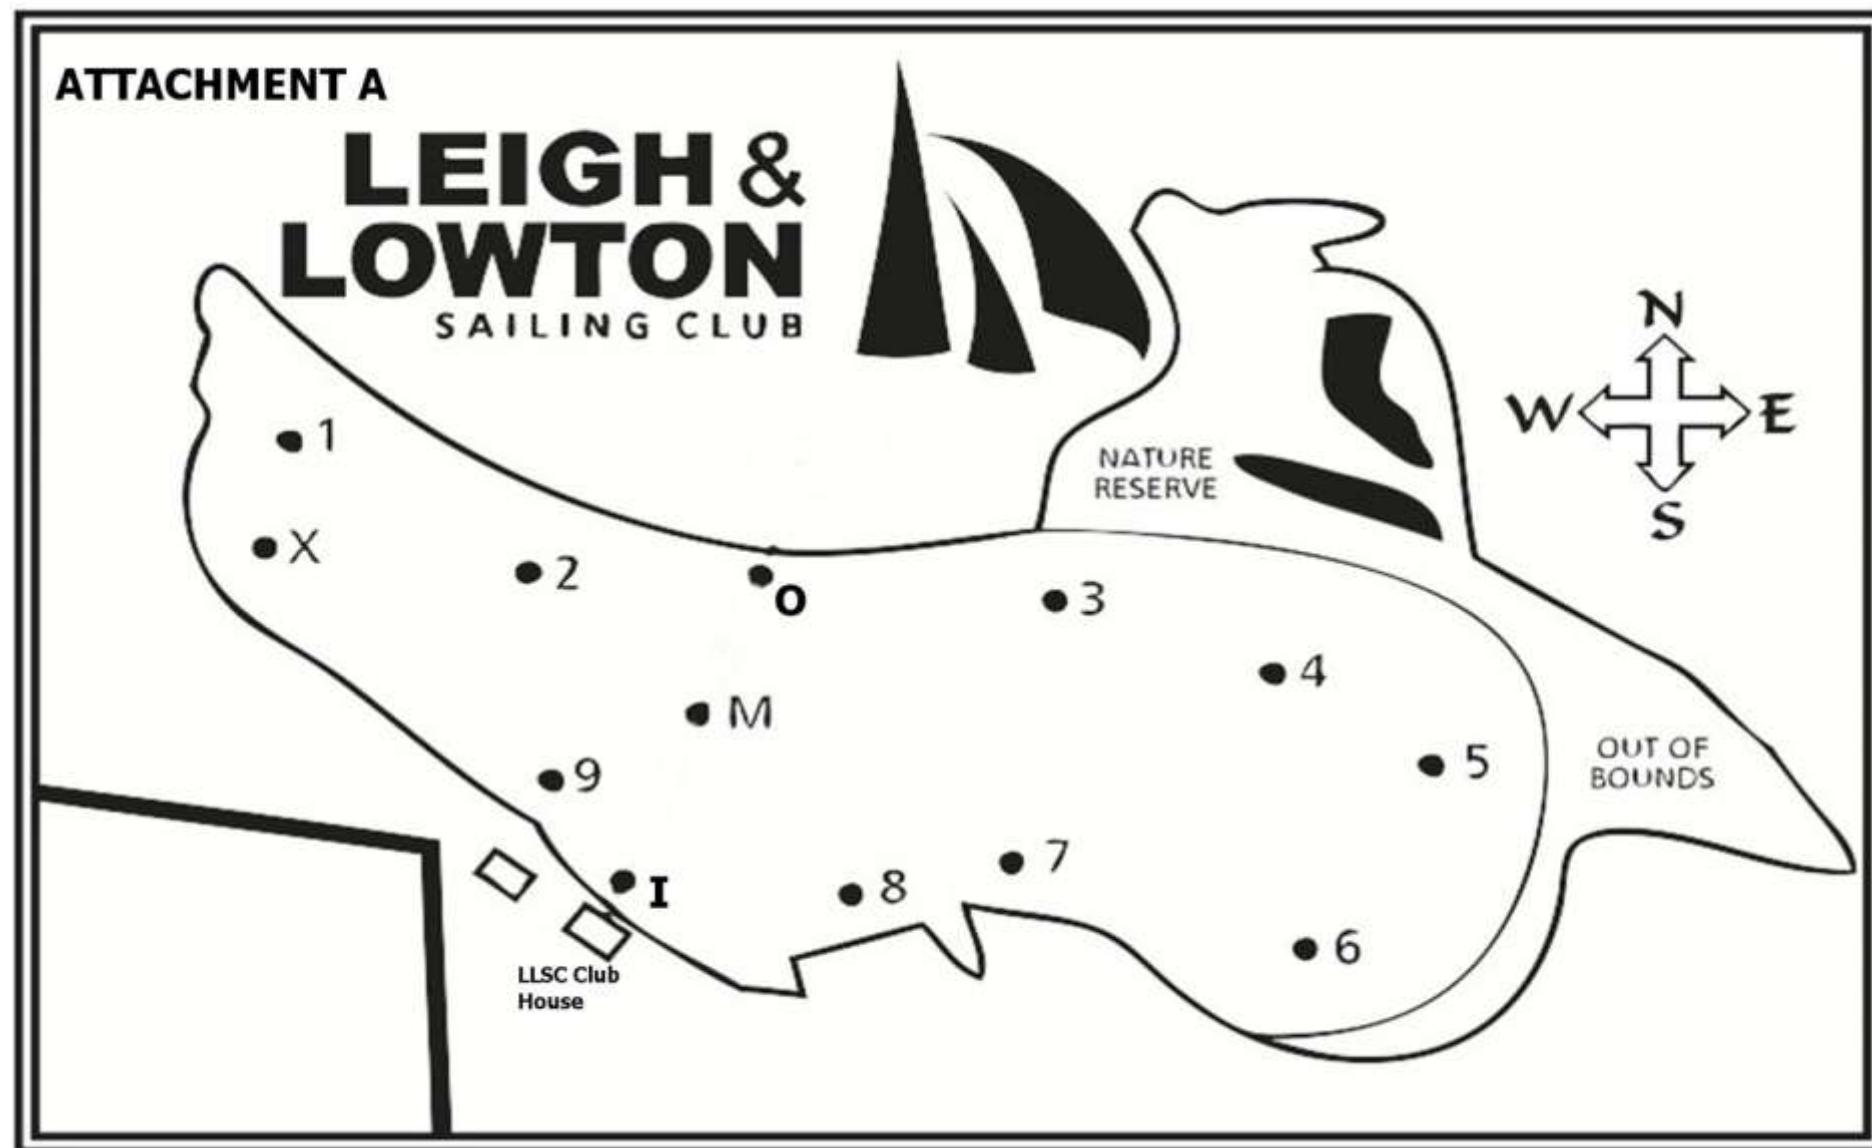 ATTACHMENT A
LEIGH &
LOWTON
SAILING CLUB
N
W E
S
1
NATURE
RESERVE
X
2
O
3
4
M
5
OUT OF
BOUNDS
9
7
8
I
6
LLSC Club
House